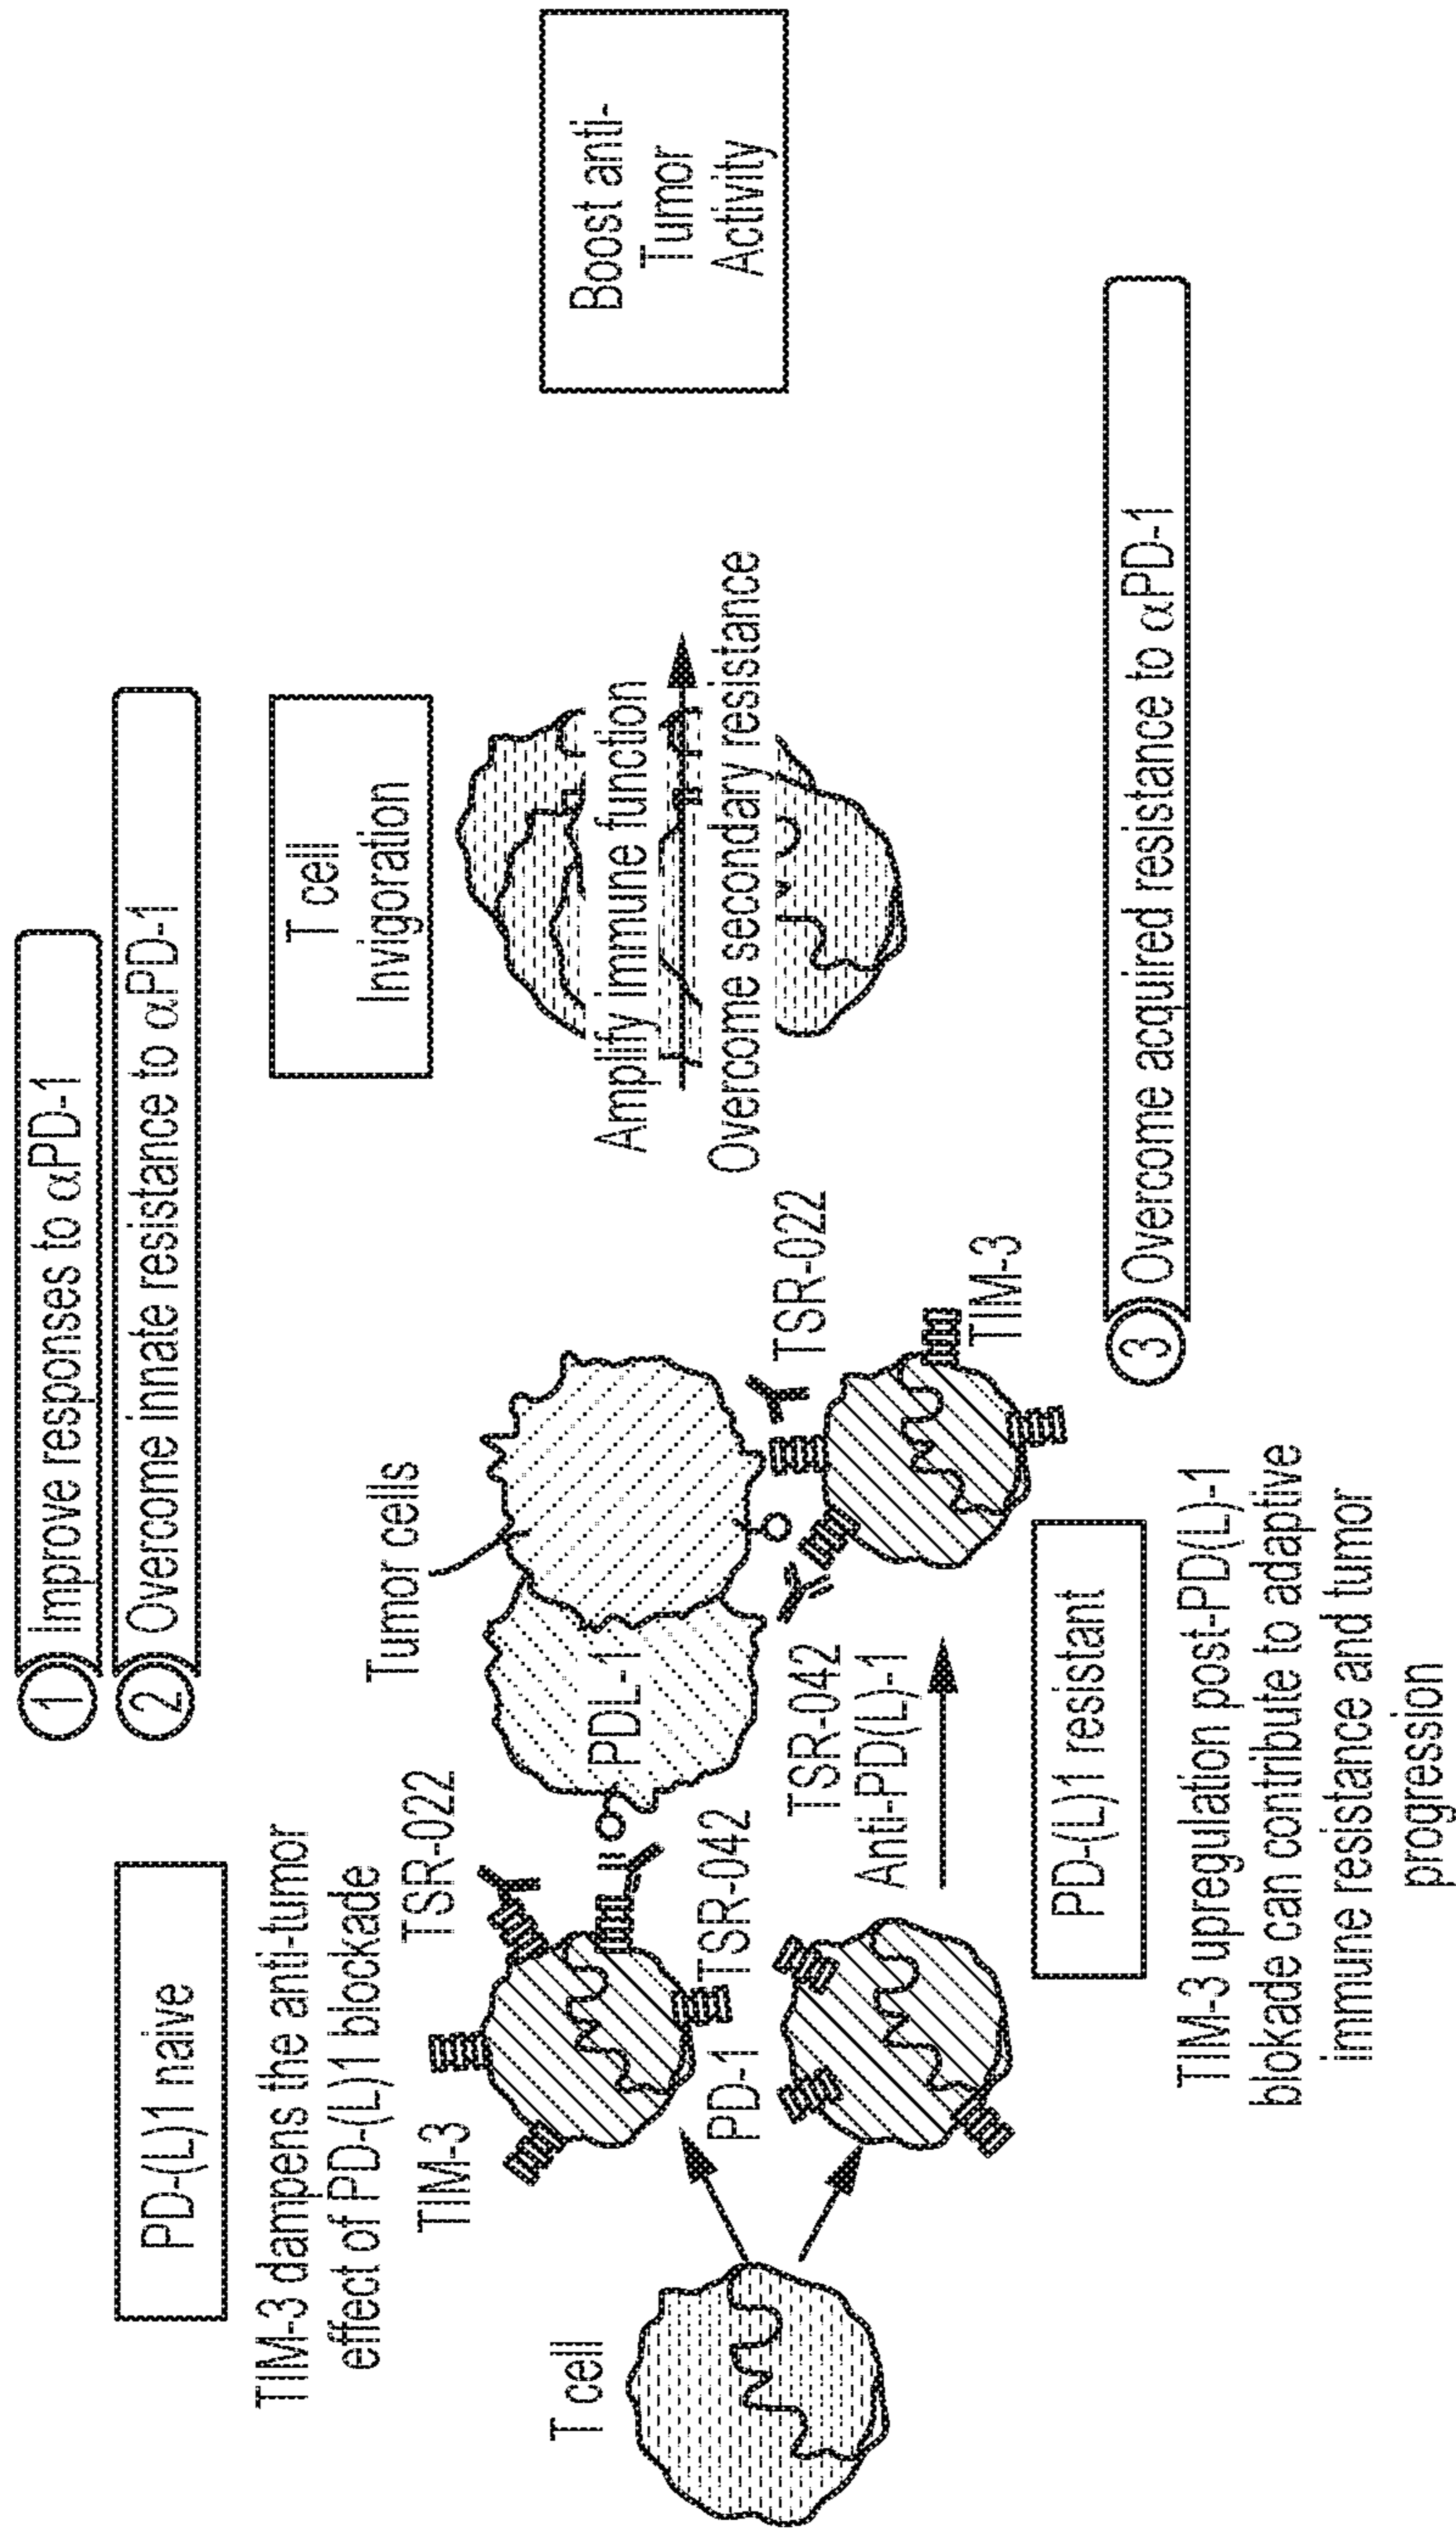 1 Improve responses to αPD-1
2 Overcome innate resistance to αPD-1
PD-(L)1 naive
TIM-3 dampens the anti-tumor
effect of PD-(L)1 blockade
TIM-3
TSR-022
PD-1
TSR-042
T cell
Tumor cells
PDL-1
TSR-042
Anti-PD(L)-1
TSR-022
TIM-3
PD-(L)1 resistant
TIM-3 upregulation post-PD(L)-1
blokade can contribute to adaptive
immune resistance and tumor
progression
T cell
Invigoration
Amplify immune function
Overcome secondary resistance
Boost anti-
Tumor
Activity
3 Overcome acquired resistance to αPD-1